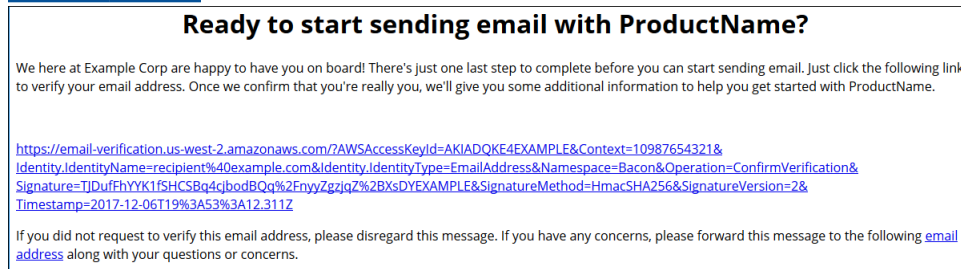 Ready to start sending email with ProductName?
We here at Example Corp are happy to have you on board! There's just one last step to complete before you can start sending email. Just click the following link
to verify your email address. Once we confirm that you're really you, we'll give you some additional information to help you get started with ProductName.
https://email-verification.us-west-2.amazonaws.com/?AWSAccessKeyId=AKIADQKE4EXAMPLE&Context=10987654321&
Identity.IdentityName=recipient%40example.com&Identity.IdentityType=EmailAddress&Namespace=Bacon&Operation=ConfirmVerification&
Signature=TJDufFhYYK1fSHCSBq4cjbodBQq%2FnyyZgzjqZ%2BXsDYEXAMPLE&SignatureMethod=HmacSHA256&SignatureVersion=2&
Timestamp=2017-12-06T19%3A53%3A12.311Z
If you did not request to verify this email address, please disregard this message. If you have any concerns, please forward this message to the following email
address along with your questions or concerns.